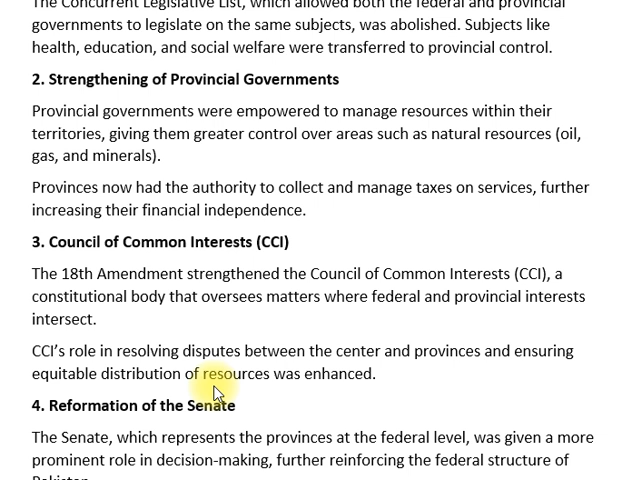 The Concurrent Legislative List, which allowed both the federal and provincial
governments to legislate on the same subjects, was abolished. Subjects like
health, education, and social welfare were transferred to provincial control.
2. Strengthening of Provincial Governments
Provincial governments were empowered to manage resources within their
territories, giving them greater control over areas such as natural resources (oil,
gas, and minerals).
Provinces now had the authority to collect and manage taxes on services, further
increasing their financial independence.
3. Council of Common Interests (CCI)
The 18th Amendment strengthened the Council of Common Interests (CCI), a
constitutional body that oversees matters where federal and provincial interests
intersect.
CCI’s role in resolving disputes between the center and provinces and ensuring
equitable distribution of resources was enhanced.
4. Reformation of the Senate
The Senate, which represents the provinces at the federal level, was given a more
prominent role in decision-making, further reinforcing the federal structure of
Pakistan.